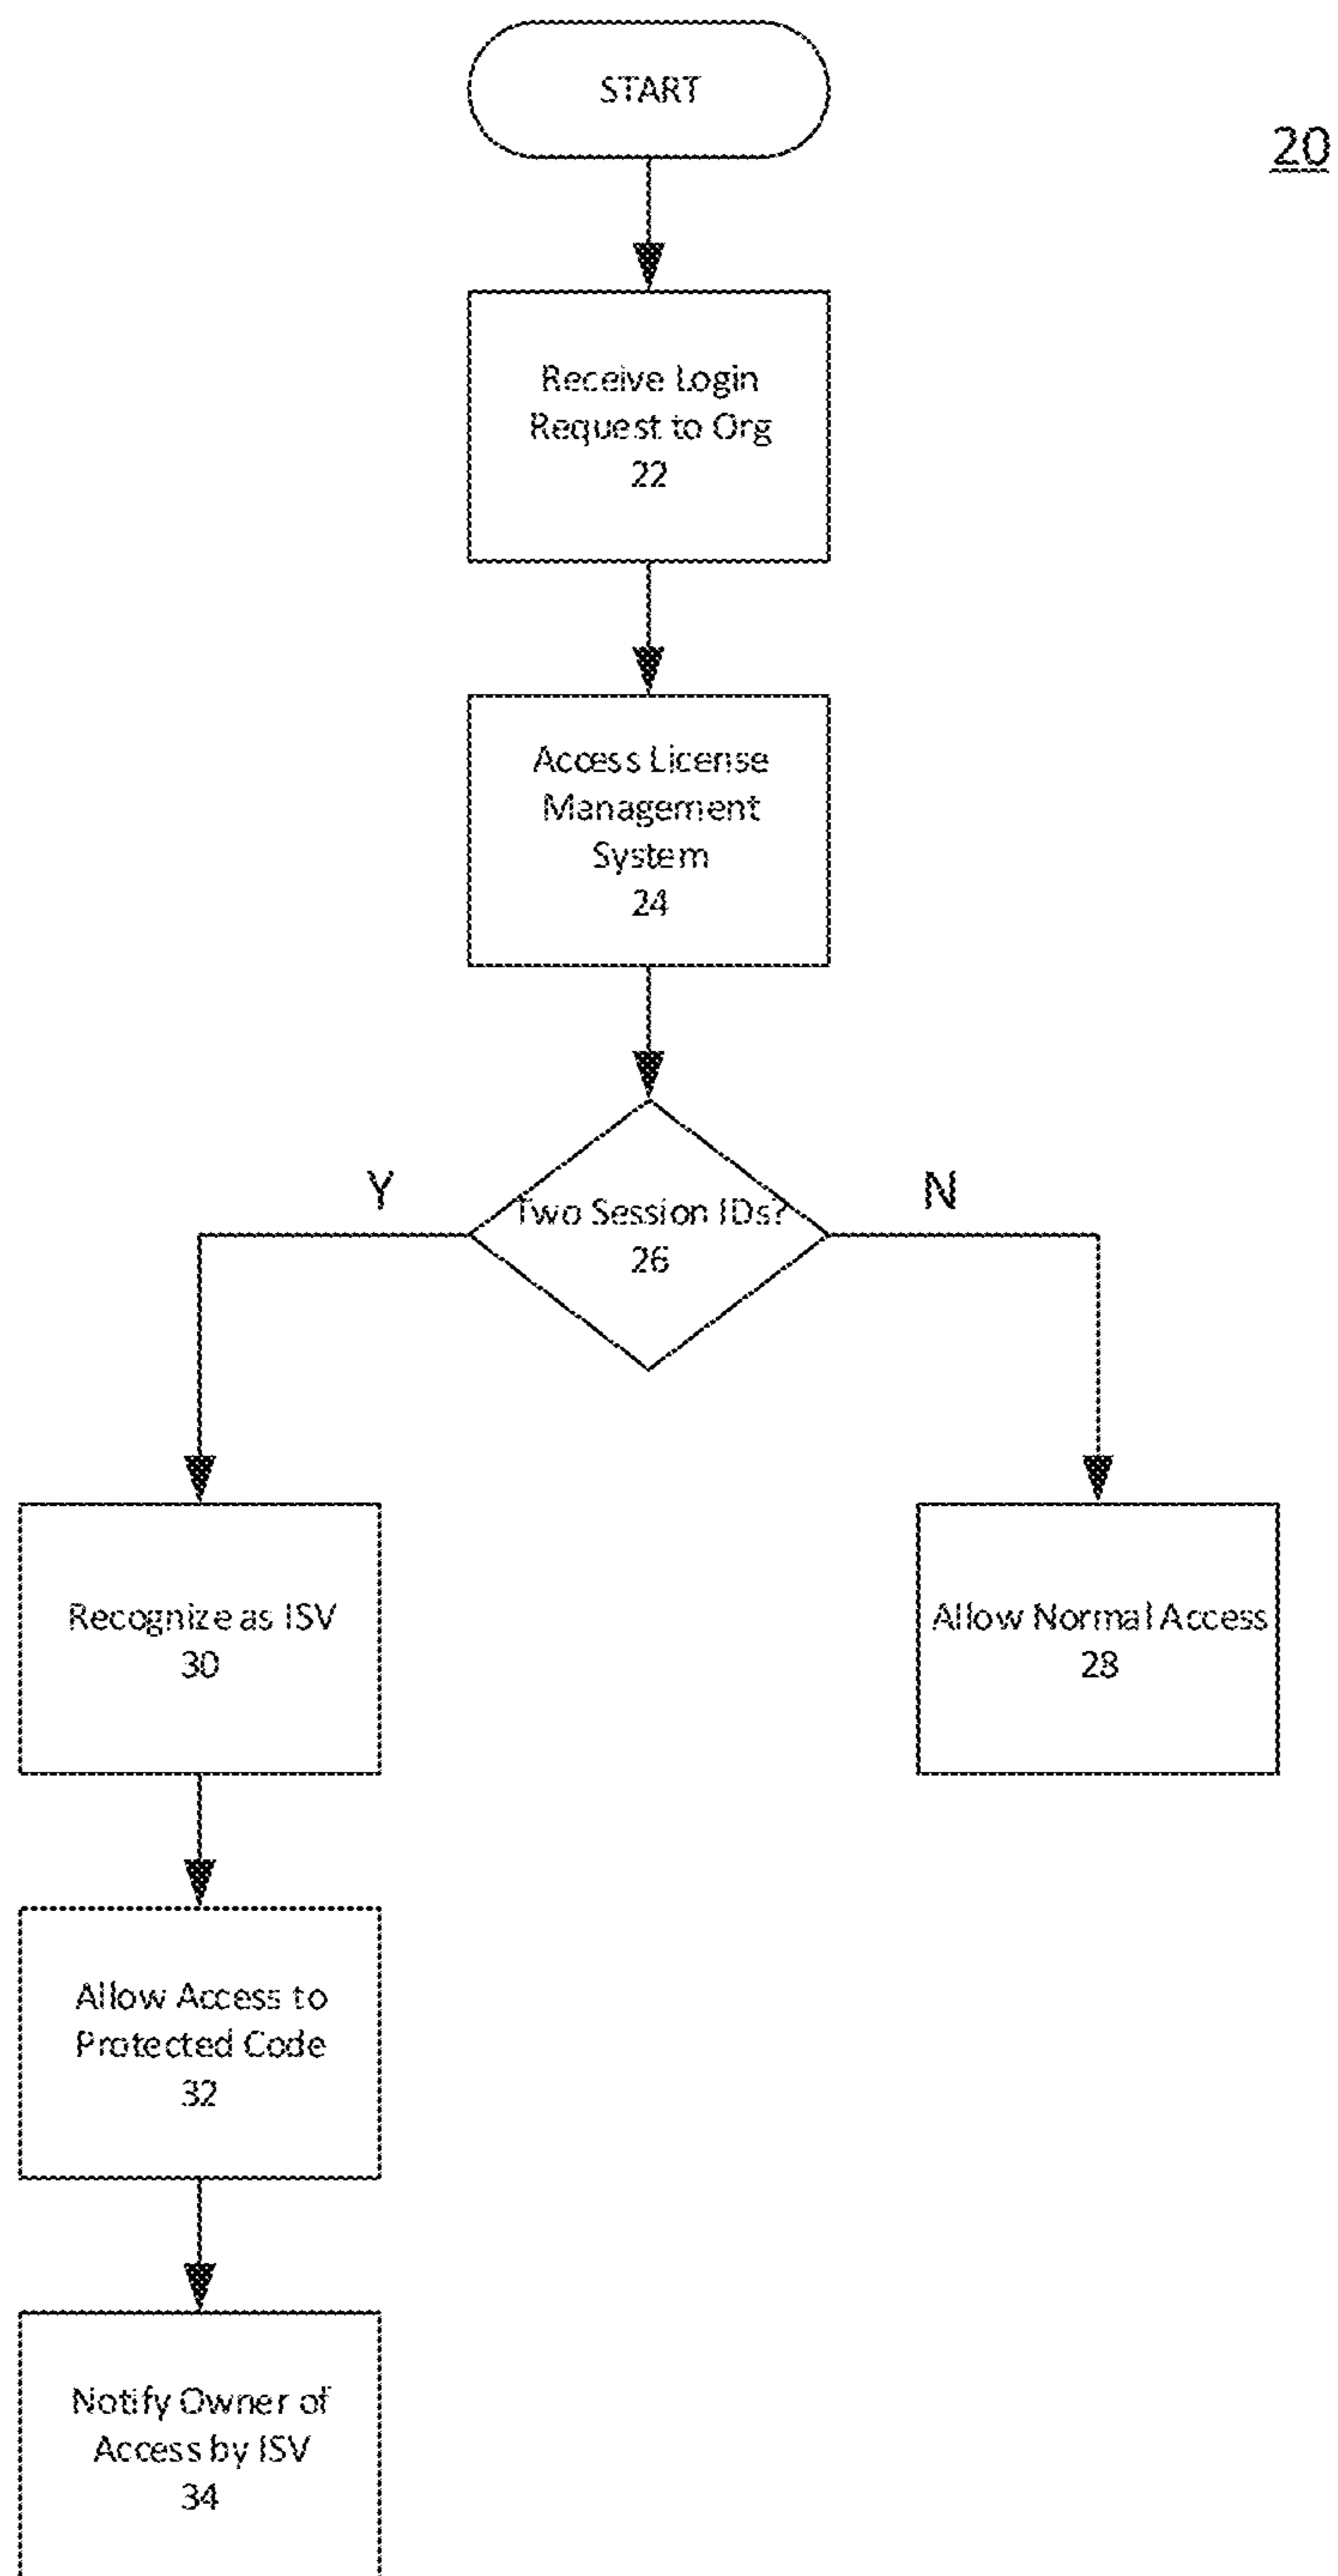 START
20
Receive Login
Request to Org
22
Access License
Management
System
24
Y
N
Two Session IDs?
26
Recognize as ISV
30
Allow Normal Access
28
Allow Access to
Protected Code
32
Notify Owner of
Access by ISV
34